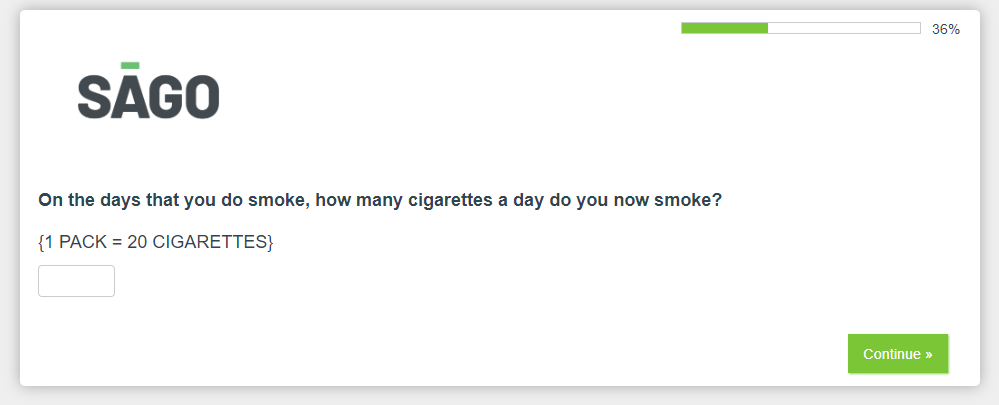 36%
SĀGO
On the days that you do smoke, how many cigarettes a day do you now smoke?
{1 PACK = 20 CIGARETTES}
Continue »